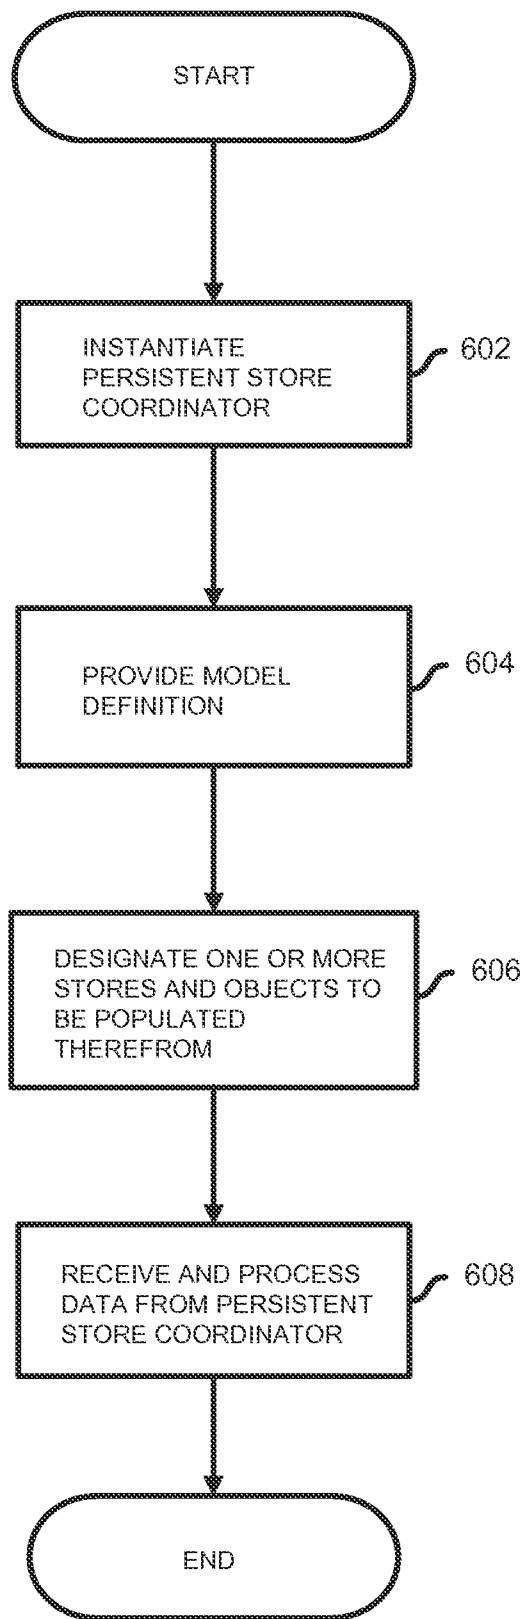 START
INSTANTIATE
PERSISTENT STORE
COORDINATOR
602
PROVIDE MODEL
DEFINITION
604
DESIGNATE ONE OR MORE
STORES AND OBJECTS TO
BE POPULATED
THEREFROM
606
RECEIVE AND PROCESS
DATA FROM PERSISTENT
STORE COORDINATOR
608
END